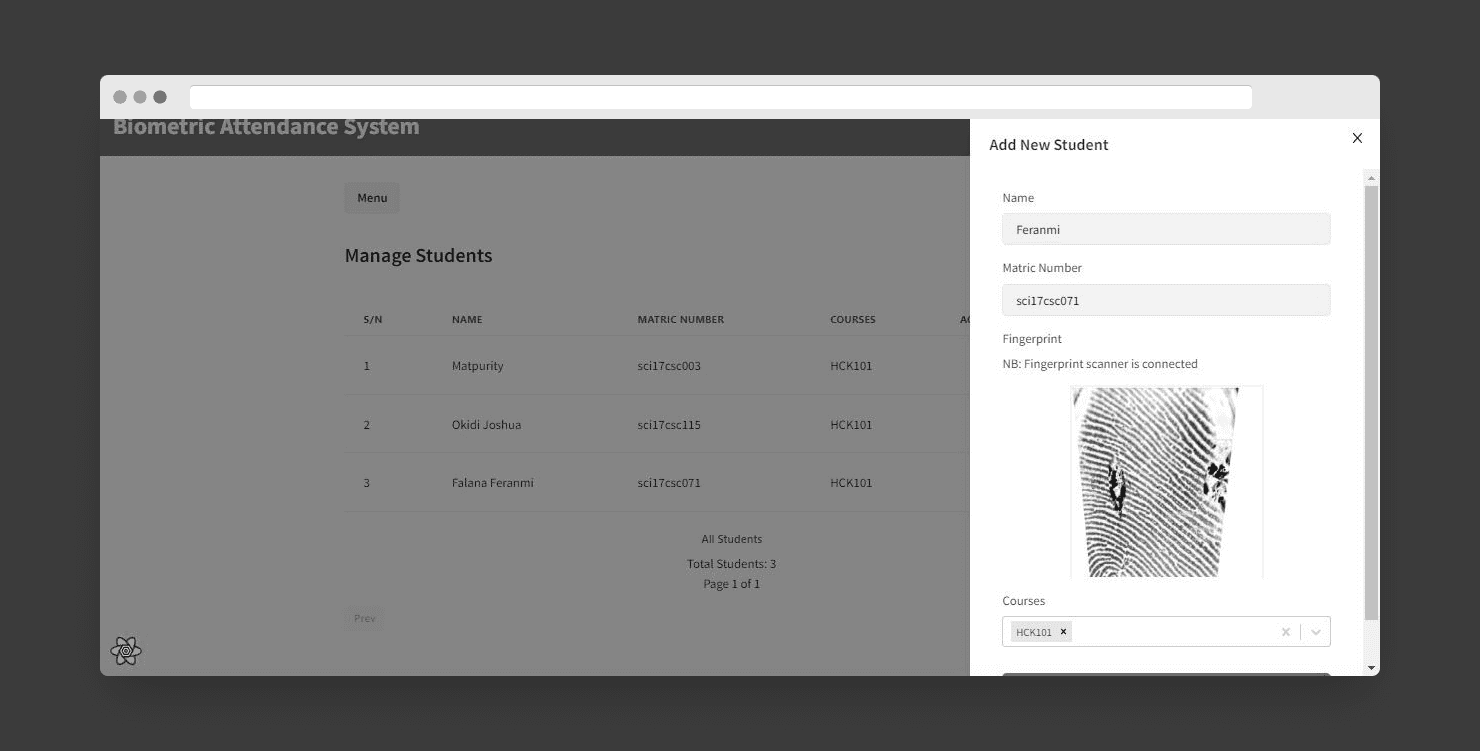 Biometric Attendance System
Menu
Manage Students
S/N NAME MATRIC NUMBER COURSES
1 Matpurity sci17csc003 HCK101
2 Okidi Joshua sci17csc115 HCK101
3 Falana Feranmi sci17csc071 HCK101
All Students
Total Students: 3
Page 1 of 1
Prev
Add New Student
Name
Feranmi
Matric Number
sci17csc071
Fingerprint
NB: Fingerprint scanner is connected
Courses
HCK101